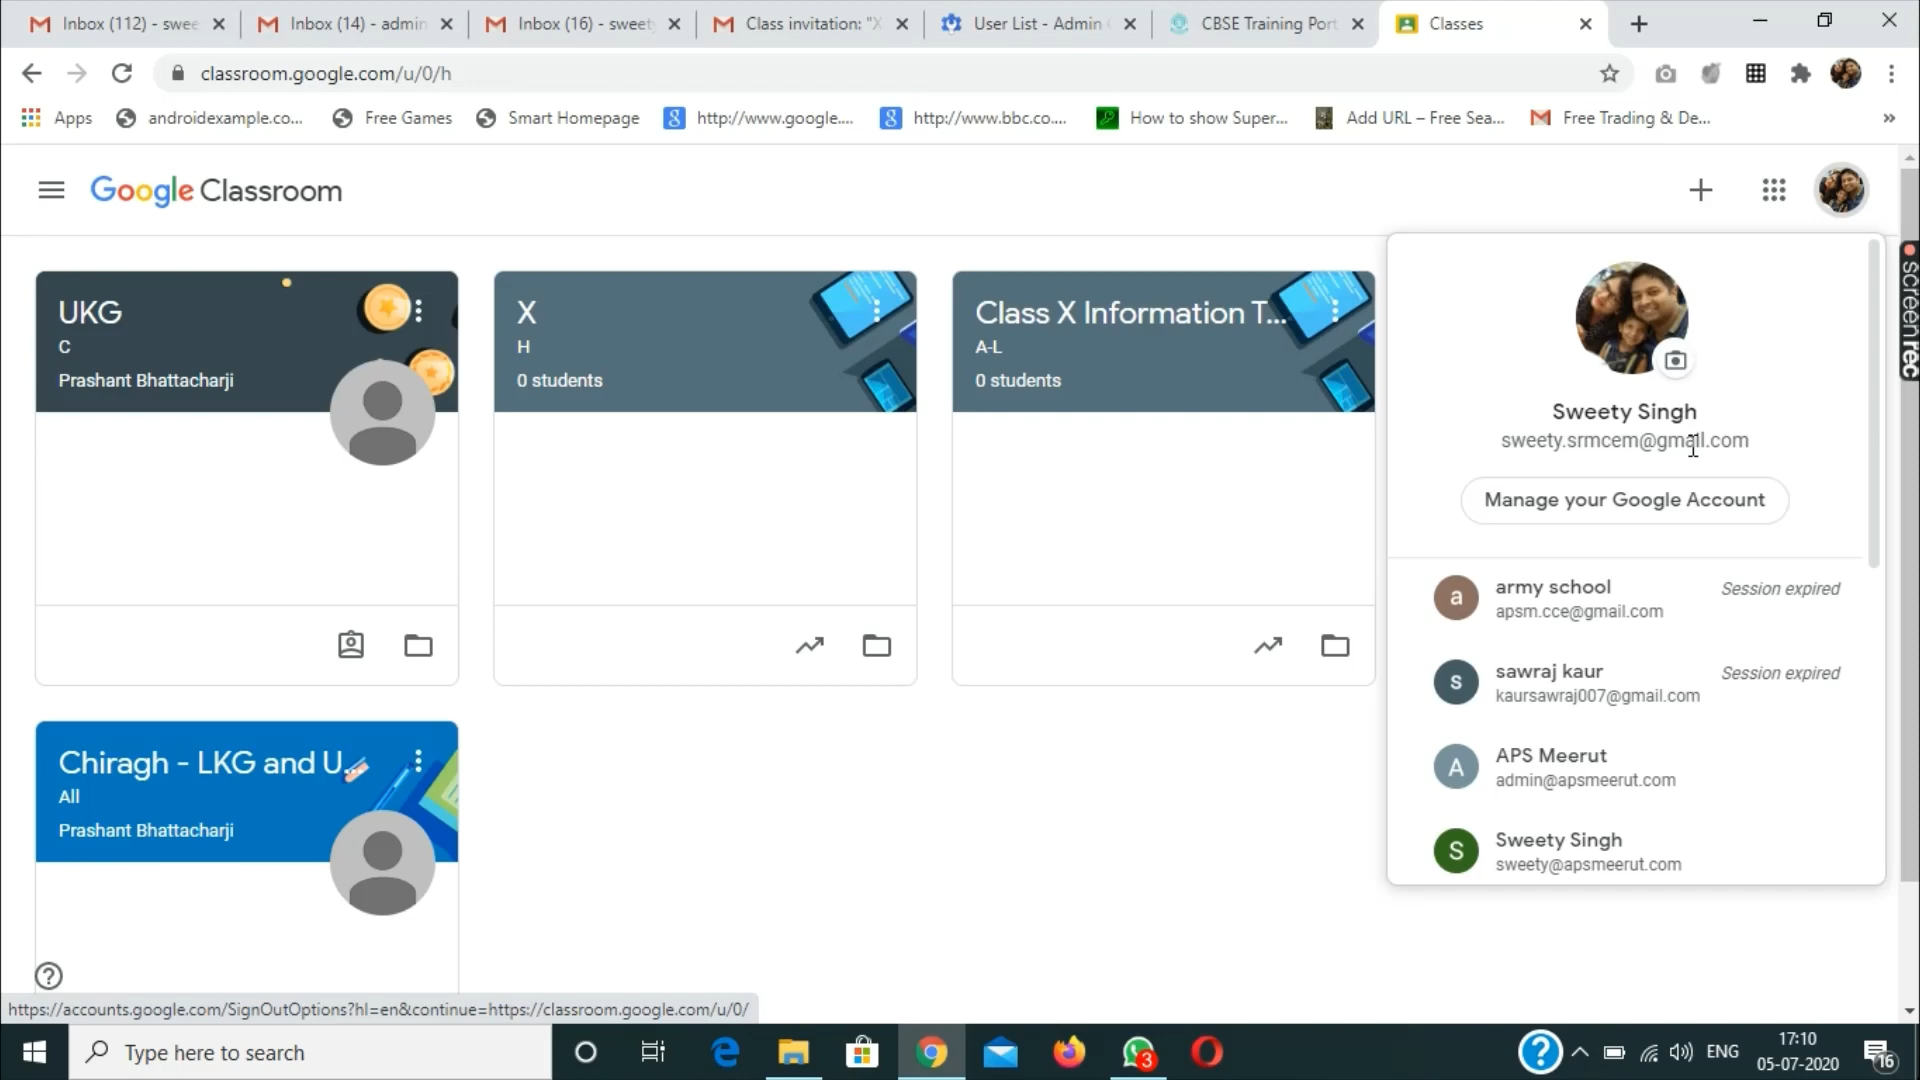 Inbox (112) - swee
Inbox (14) - admin
Inbox (16) - sweet
Class invitation: "X
User List - Admin
CBSE Training Port
Classes
classroom.google.com/u/0/h
Apps
androidexample.co...
Free Games
Smart Homepage
http://www.google....
http://www.bbc.co....
How to show Super...
Add URL – Free Sea...
Free Trading & De...
»
Google Classroom
UKG
C
Prashant Bhattacharji
X
H
0 students
Class X Information T...
A-L
0 students
Sweety Singh
sweety.srmcem@gmail.com
Manage your Google Account
a
army school
Session expired
apsm.cce@gmail.com
s
sawraj kaur
Session expired
kaursawraj007@gmail.com
A
APS Meerut
admin@apsmeerut.com
S
Sweety Singh
sweety@apsmeerut.com
Chiragh - LKG and U...
All
Prashant Bhattacharji
screenrec
https://accounts.google.com/SignOutOptions?hl=en&continue=https://classroom.google.com/u/0/
Type here to search
3
ENG
17:10
05-07-2020
16